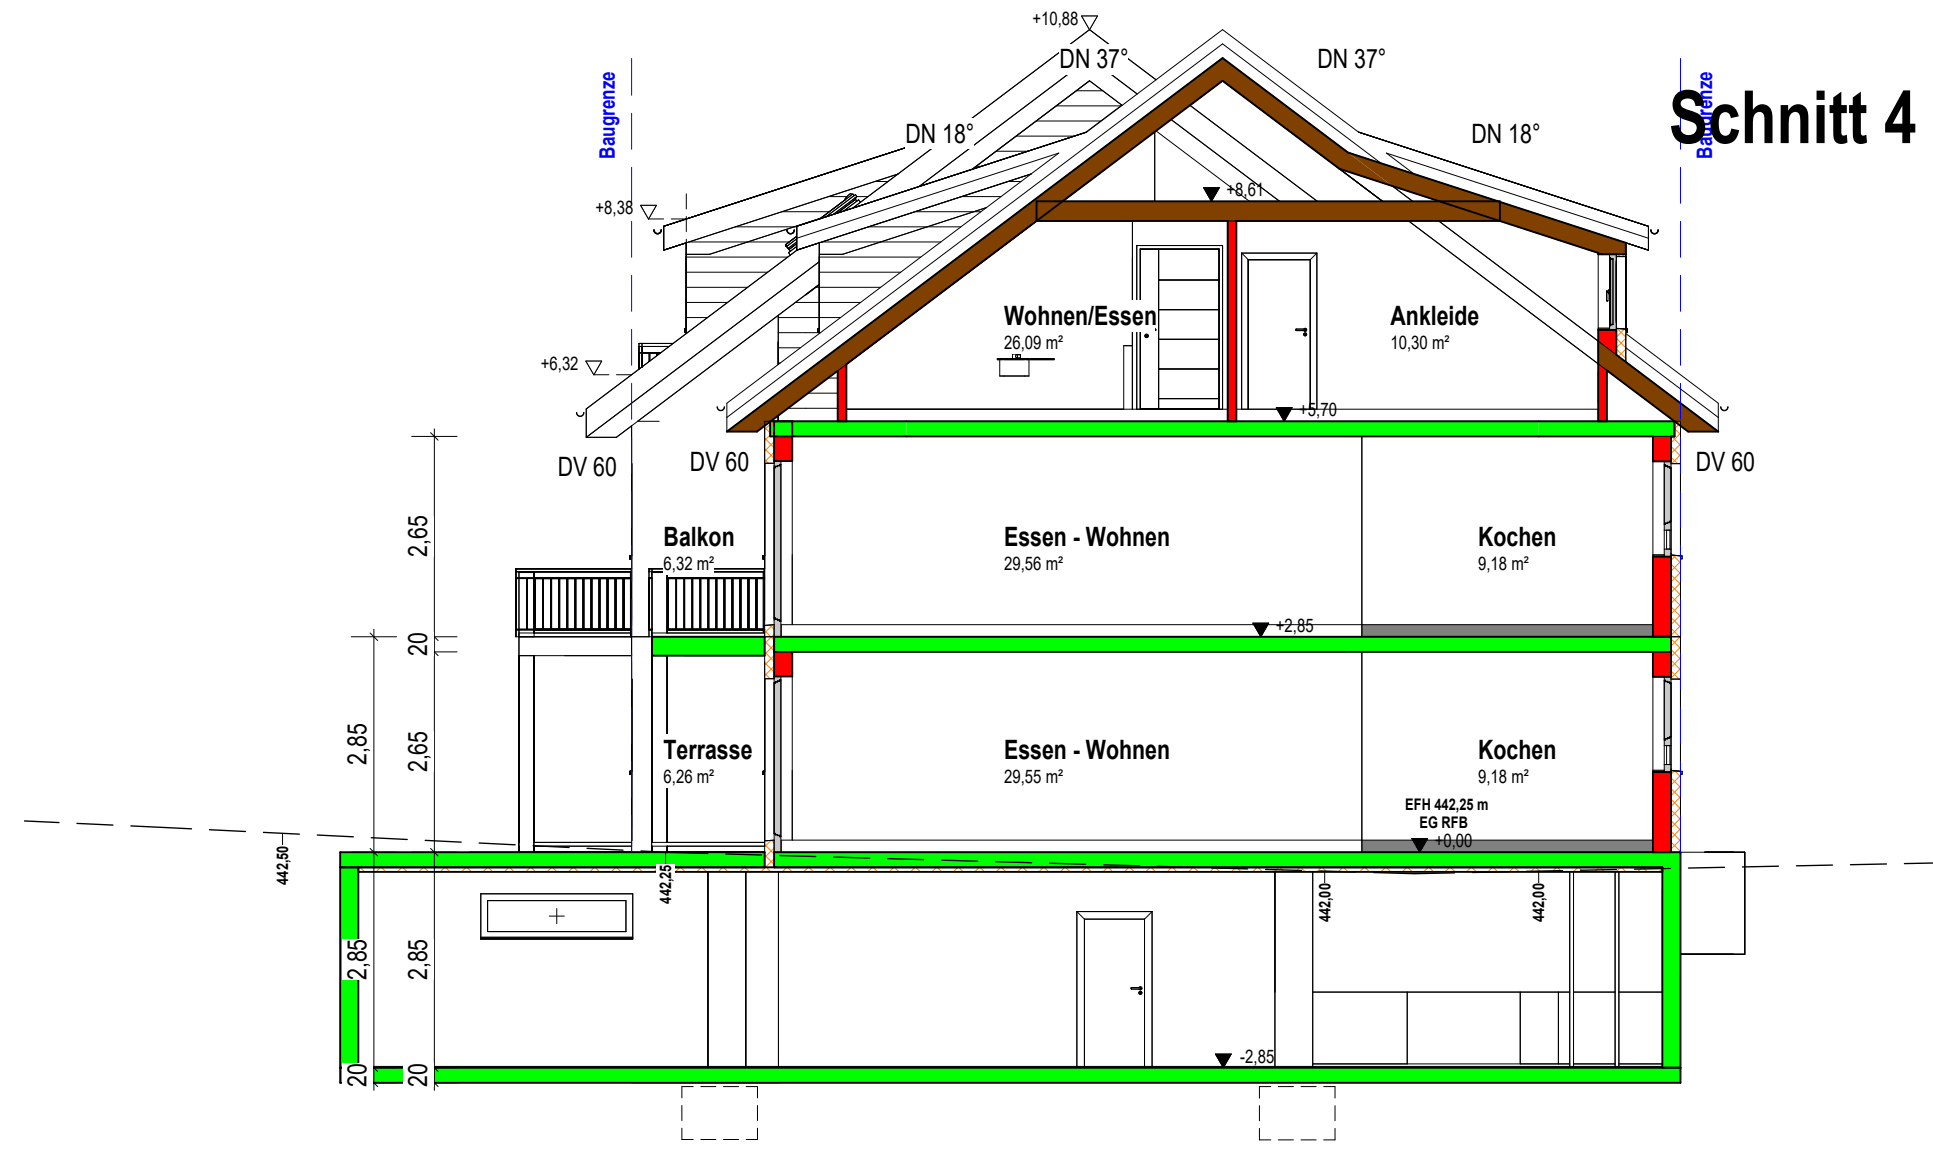 +10,88
DN 37°
DN 37°
Baugrenze
Baugrenze
Schnitt 4
DN 18°
DN 18°
+8,38
+8,61
Wohnen/Essen
26,09 m²
Ankleide
10,30 m²
+6,32
+5,70
DV 60
DV 60
DV 60
2,65
Balkon
6,32 m²
Essen - Wohnen
29,56 m²
Kochen
9,18 m²
20
+2,85
2,85
2,65
Terrasse
6,26 m²
Essen - Wohnen
29,55 m²
Kochen
9,18 m²
EFH 442,25 m
EG RFB
+0,00
442,50
442,25
442,00
442,00
2,85
2,85
-2,85
20
20